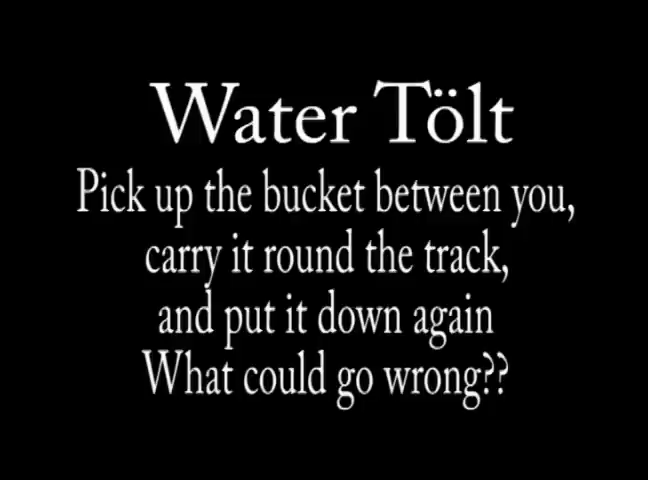 Water Tölt
Pick up the bucket between you,
carry it round the track,
and put it down again
What could go wrong??